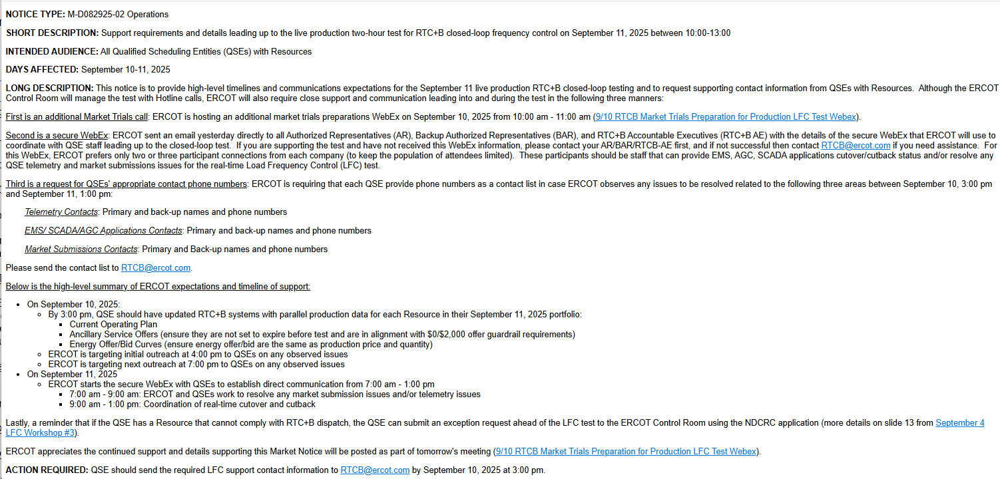 NOTICE TYPE: M-D082925-02 Operations
SHORT DESCRIPTION: Support requirements and details leading up to the live production two-hour test for RTC+B closed-loop frequency control on September 11, 2025 between 10:00-13:00
INTENDED AUDIENCE: All Qualified Scheduling Entities (QSEs) with Resources
DAYS AFFECTED: September 10-11, 2025
LONG DESCRIPTION: This notice is to provide high-level timelines and communications expectations for the September 11 live production RTC+B closed-loop testing and to request supporting contact information from QSEs with Resources.  Although the ERCOT
Control Room will manage the test with Hotline calls, ERCOT will also require close support and communication leading into and during the test in the following three manners:
First is an additional Market Trials call: ERCOT is hosting an additional market trials preparations WebEx on September 10, 2025 from 10:00 am - 11:00 am (9/10 RTCB Market Trials Preparation for Production LFC Test Webex).
Second is a secure WebEx: ERCOT sent an email yesterday directly to all Authorized Representatives (AR), Backup Authorized Representatives (BAR), and RTC+B Accountable Executives (RTC+B AE) with the details of the secure WebEx that ERCOT will use to
coordinate with QSE staff leading up to the closed-loop test.  If you are supporting the test and have not received this WebEx information, please contact your AR/BAR/RTCB-AE first, and if not successful then contact RTCB@ercot.com if you need assistance.  For
this WebEx, ERCOT prefers only two or three participant connections from each company (to keep the population of attendees limited).  These participants should be staff that can provide EMS, AGC, SCADA applications cutover/cutback status and/or resolve any
QSE telemetry and market submissions issues for the real-time Load Frequency Control (LFC) test.
Third is a request for QSEs' appropriate contact phone numbers: ERCOT is requiring that each QSE provide phone numbers as a contact list in case ERCOT observes any issues to be resolved related to the following three areas between September 10, 3:00 pm
and September 11, 1:00 pm:
Telemetry Contacts: Primary and back-up names and phone numbers
EMS/ SCADA/AGC Applications Contacts: Primary and back-up names and phone numbers
Market Submissions Contacts: Primary and Back-up names and phone numbers
Please send the contact list to RTCB@ercot.com.
Below is the high-level summary of ERCOT expectations and timeline of support:
• On September 10, 2025:
◦ By 3:00 pm, QSE should have updated RTC+B systems with parallel production data for each Resource in their September 11, 2025 portfolio:
▪ Current Operating Plan
▪ Ancillary Service Offers (ensure they are not set to expire before test and are in alignment with $0/$2,000 offer guardrail requirements)
▪ Energy Offer/Bid Curves (ensure energy offer/bid are the same as production price and quantity)
◦ ERCOT is targeting initial outreach at 4:00 pm to QSEs on any observed issues
◦ ERCOT is targeting next outreach at 7:00 pm to QSEs on any observed issues
• On September 11, 2025
◦ ERCOT starts the secure WebEx with QSEs to establish direct communication from 7:00 am - 1:00 pm
▪ 7:00 am - 9:00 am: ERCOT and QSEs work to resolve any market submission issues and/or telemetry issues
▪ 9:00 am - 1:00 pm: Coordination of real-time cutover and cutback
Lastly, a reminder that if the QSE has a Resource that cannot comply with RTC+B dispatch, the QSE can submit an exception request ahead of the LFC test to the ERCOT Control Room using the NDCRC application (more details on slide 13 from September 4
LFC Workshop #3).
ERCOT appreciates the continued support and details supporting this Market Notice will be posted as part of tomorrow's meeting (9/10 RTCB Market Trials Preparation for Production LFC Test Webex).
ACTION REQUIRED: QSE should send the required LFC support contact information to RTCB@ercot.com by September 10, 2025 at 3:00 pm.